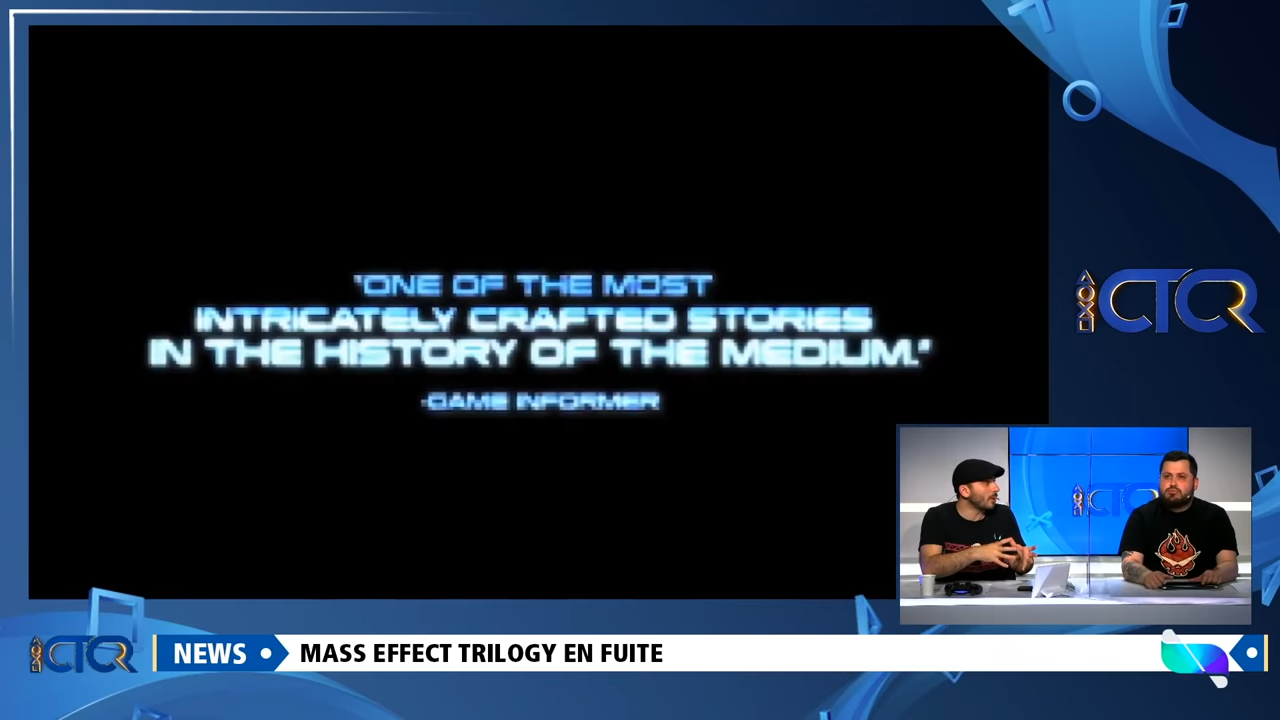 "ONE OF THE MOST
INTRICATELY CRAFTED STORIES
IN THE HISTORY OF THE MEDIUM."
-GAME INFORMER
CTCR
CTCR
CTCR
NEWS
MASS EFFECT TRILOGY EN FUITE